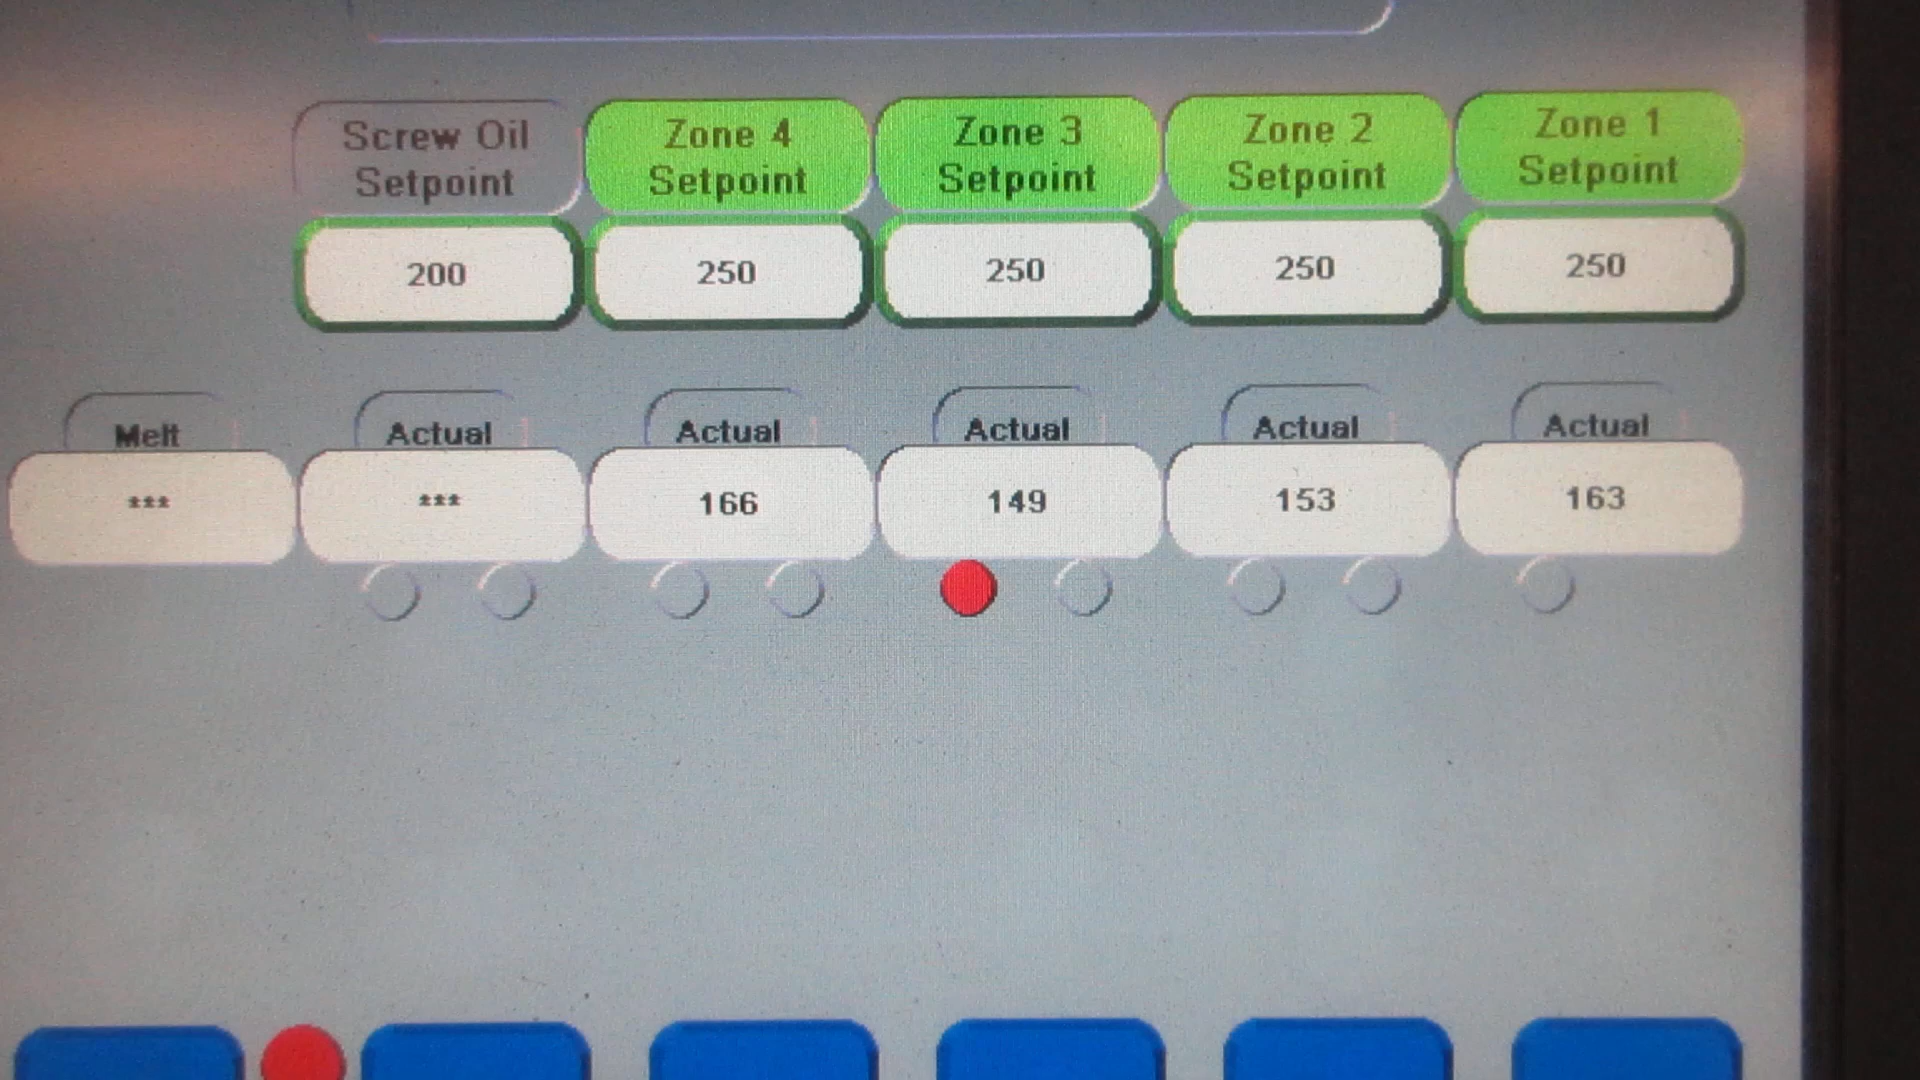 Screw Oil
Setpoint
Zone 4
Setpoint
Zone 3
Setpoint
Zone 2
Setpoint
Zone 1
Setpoint
200
250
250
250
250
Melt
Actual
Actual
Actual
Actual
Actual
***
***
166
149
153
163